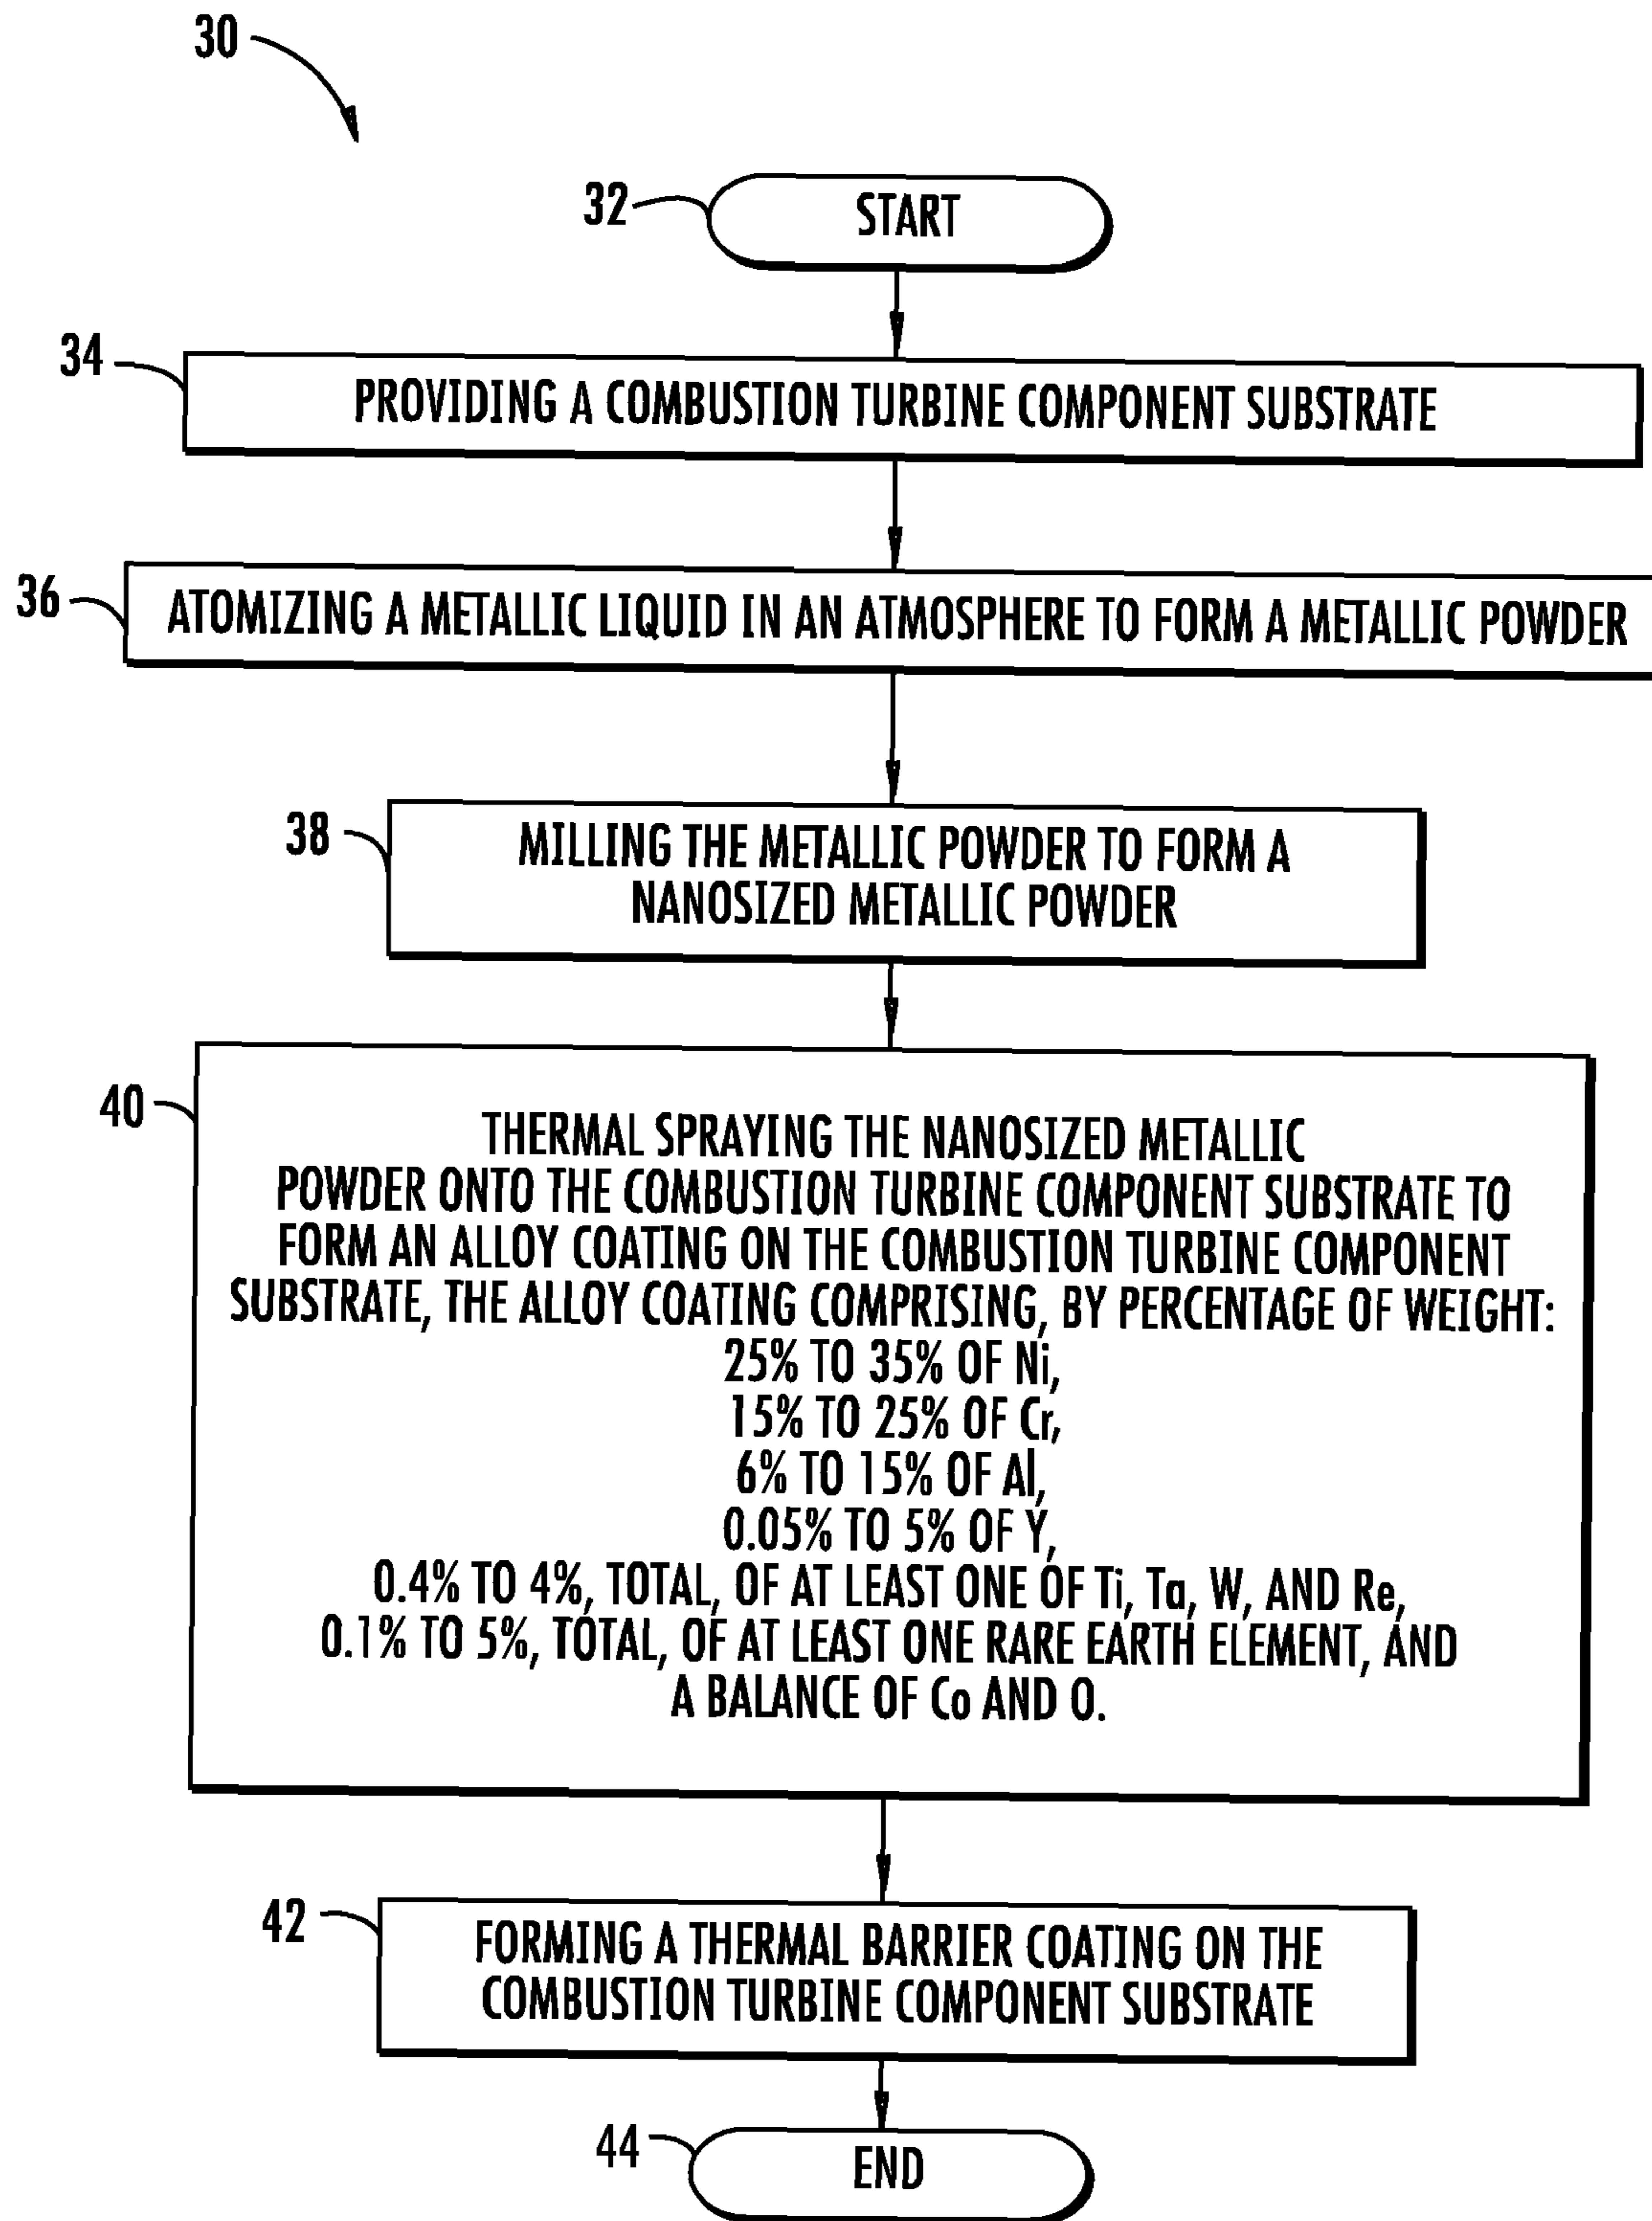 30
32
START
34
PROVIDING A COMBUSTION TURBINE COMPONENT SUBSTRATE
36
ATOMIZING A METALLIC LIQUID IN AN ATMOSPHERE TO FORM A METALLIC POWDER
38
MILLING THE METALLIC POWDER TO FORM A
NANOSIZED METALLIC POWDER
40
THERMAL SPRAYING THE NANOSIZED METALLIC
POWDER ONTO THE COMBUSTION TURBINE COMPONENT SUBSTRATE TO
FORM AN ALLOY COATING ON THE COMBUSTION TURBINE COMPONENT
SUBSTRATE, THE ALLOY COATING COMPRISING, BY PERCENTAGE OF WEIGHT:
25% TO 35% OF Ni,
15% TO 25% OF Cr,
6% TO 15% OF Al,
0.05% TO 5% OF Y,
0.4% TO 4%, TOTAL, OF AT LEAST ONE OF Ti, Ta, W, AND Re,
0.1% TO 5%, TOTAL, OF AT LEAST ONE RARE EARTH ELEMENT, AND
A BALANCE OF Co AND O.
42
FORMING A THERMAL BARRIER COATING ON THE
COMBUSTION TURBINE COMPONENT SUBSTRATE
44
END